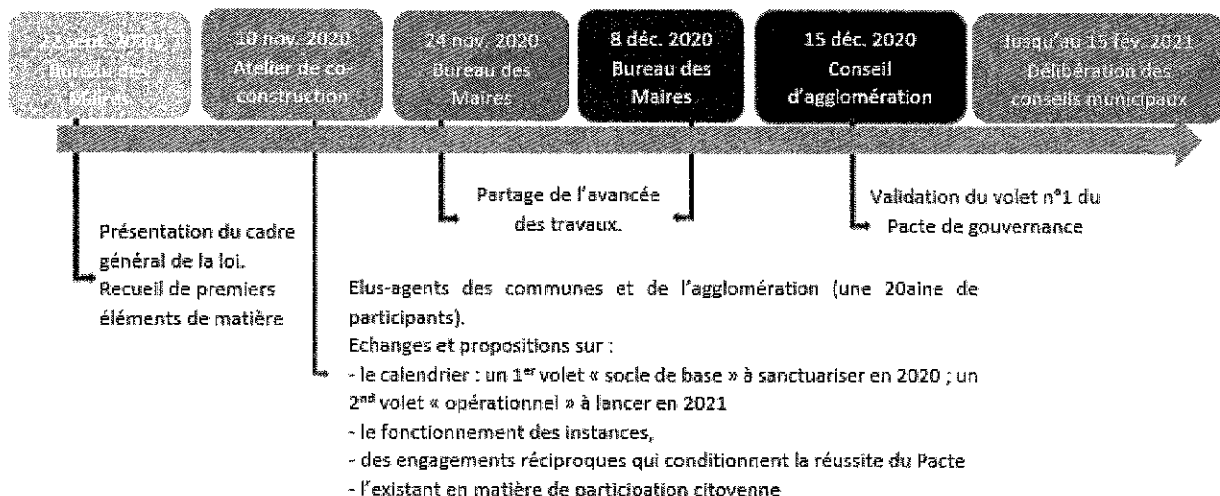 sept. 2020
Bureau des
Maires
10 nov. 2020
Atelier de co-
construction
24 nov. 2020
Bureau des
Maires
8 déc. 2020
Bureau des
Maires
15 déc. 2020
Conseil
d'agglomération
Jusqu'au 15 fév. 2021
Délibération des
conseils municipaux
Présentation du cadre
général de la loi.
Recueil de premiers
éléments de matière
Partage de l'avancée
des travaux.
Validation du volet n°1 du
Pacte de gouvernance
Elus-agents des communes et de l'agglomération (une 20aine de
participants).
Echanges et propositions sur :
- le calendrier : un 1er volet « socle de base » à sanctuariser en 2020 ; un
2nd volet « opérationnel » à lancer en 2021
- le fonctionnement des instances,
- des engagements réciproques qui conditionnent la réussite du Pacte
- l'existant en matière de participation citoyenne